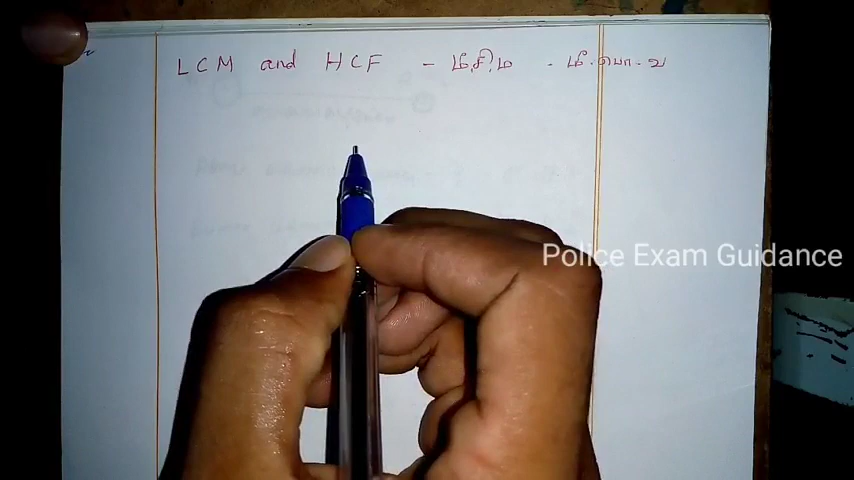 LCM and HCF - மீ.சி.ம - மீ.பொ.வ
Police Exam Guidance